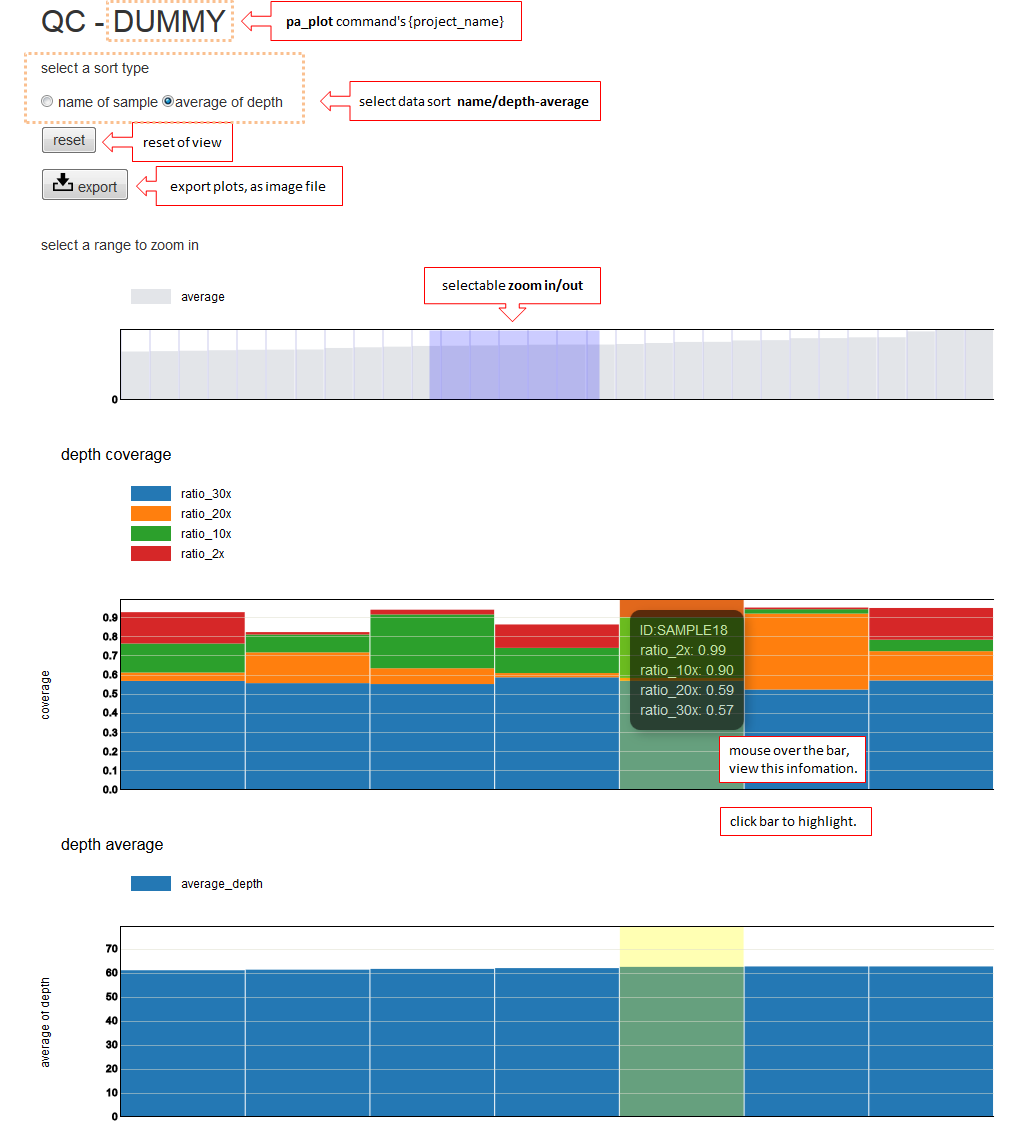 QC - DUMMY
pa_plot command's {project_name}
select a sort type
name of sample average of depth
select data sort name/depth-average
reset
reset of view
export
export plots, as image file
select a range to zoom in
selectable zoom in/out
average
0
depth coverage
ratio_30x
ratio_20x
ratio_10x
ratio_2x
coverage
0.9
0.8
0.7
0.6
0.5
0.4
0.3
0.2
0.1
0.0
ID:SAMPLE18
ratio_2x: 0.99
ratio_10x: 0.90
ratio_20x: 0.59
ratio_30x: 0.57
mouse over the bar,
view this infomation.
click bar to highlight.
depth average
average_depth
average of depth
70
60
50
40
30
20
10
0